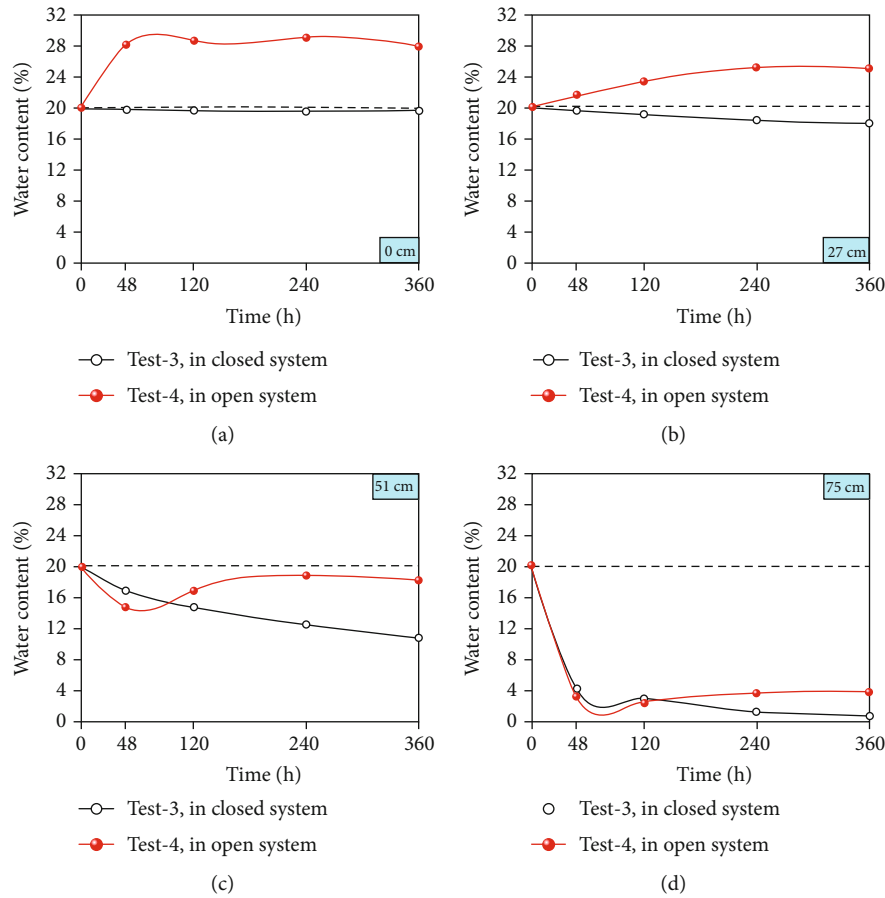 32
28
24
20
16
12
8
4
0
Water content (%)
0 cm
0 48 120 240 360
Time (h)
Test-3, in closed system
Test-4, in open system
(a)
32
28
24
20
16
12
8
4
0
Water content (%)
27 cm
0 48 120 240 360
Time (h)
Test-3, in closed system
Test-4, in open system
(b)
32
28
24
20
16
12
8
4
0
Water content (%)
51 cm
0 48 120 240 360
Time (h)
Test-3, in closed system
Test-4, in open system
(c)
32
28
24
20
16
12
8
4
0
Water content (%)
75 cm
0 48 120 240 360
Time (h)
Test-3, in closed system
Test-4, in open system
(d)